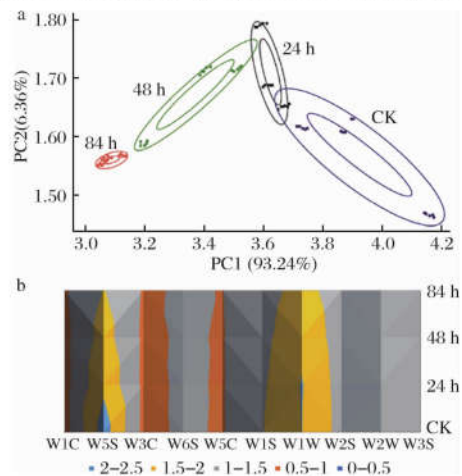 a
1.80
1.70
1.60
1.50
PC2(6.36%)
24 h
48 h
CK
84 h
3.0 3.2 3.4 3.6 3.8 4.0 4.2
PC1 (93.24%)
b
84 h
48 h
24 h
CK
W1C W5S W3C W6S W5C W1S W1W W2S W2W W3S
2–2.5 1.5–2 1–1.5 0.5–1 0–0.5